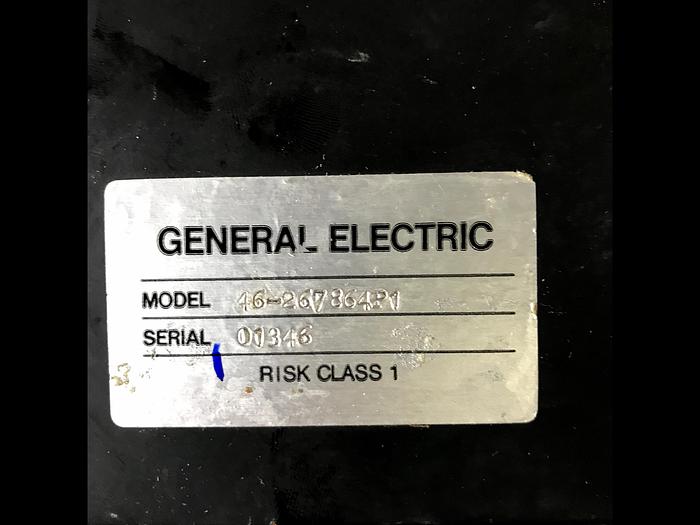 GENERAL ELECTRIC
MODEL 46-267864P1
SERIAL 01346
RISK CLASS 1